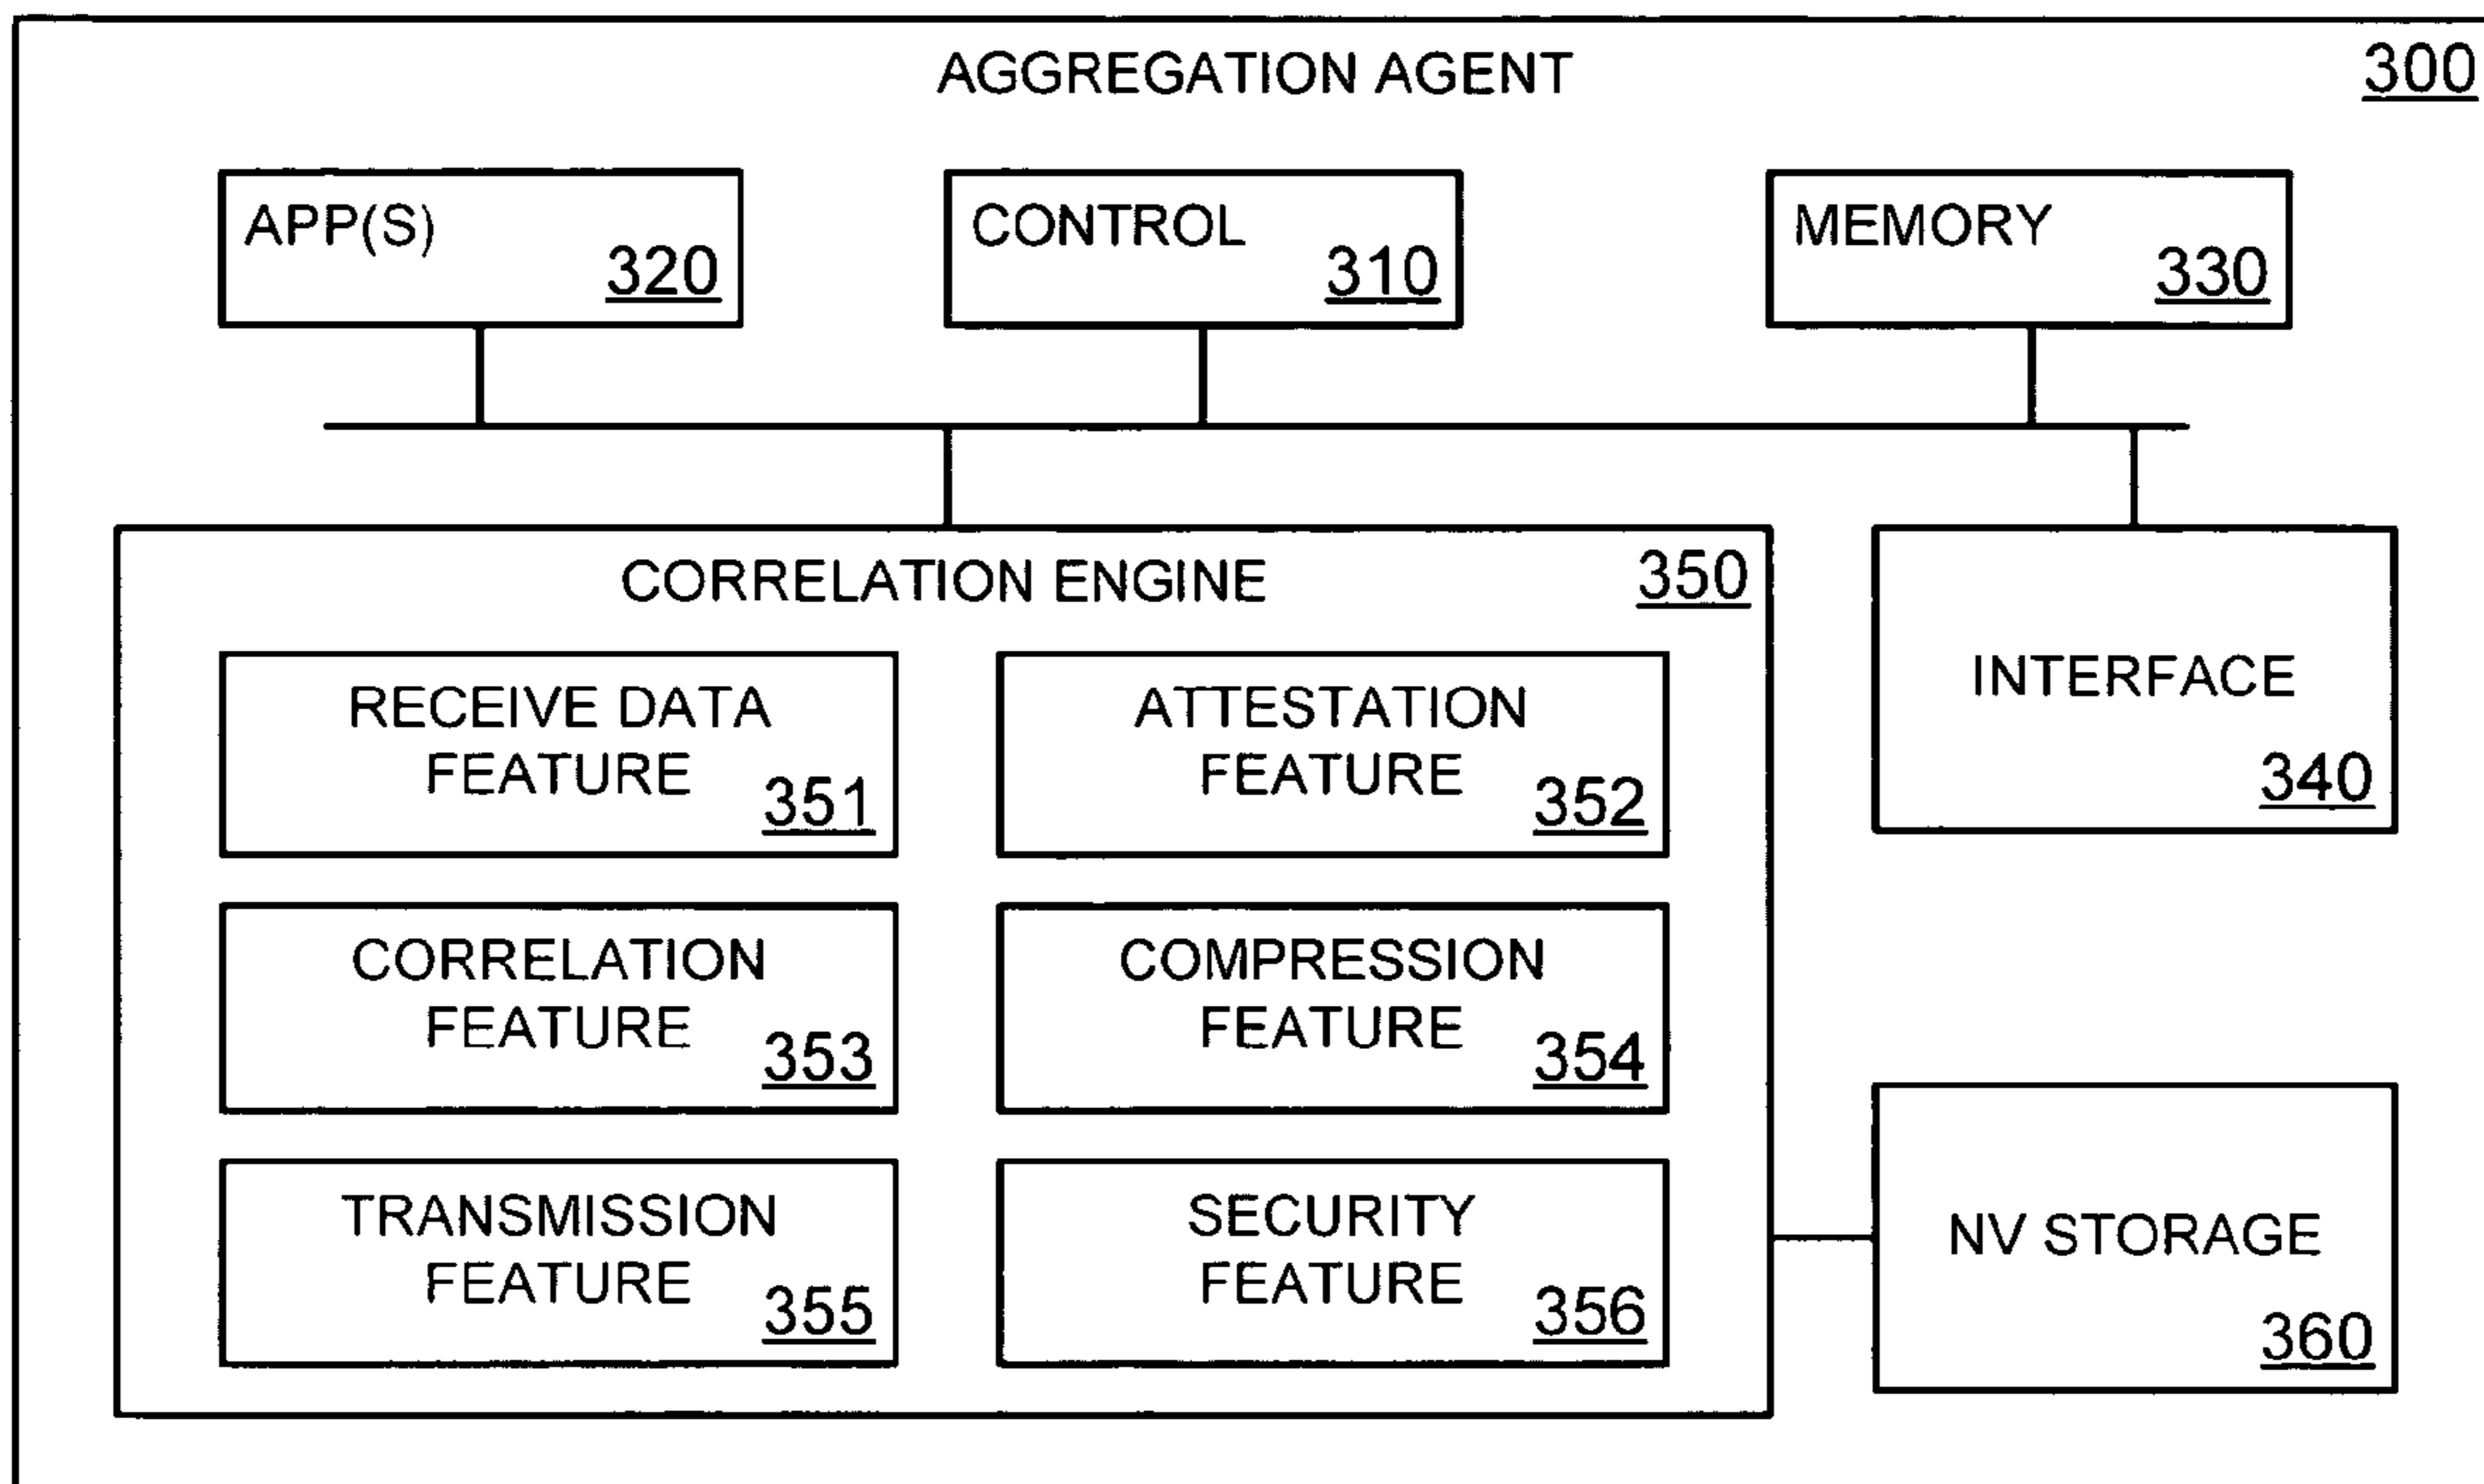 AGGREGATION AGENT
300
APP(S)
320
CONTROL
310
MEMORY
330
CORRELATION ENGINE
350
RECEIVE DATA
FEATURE
351
ATTESTATION
FEATURE
352
INTERFACE
340
CORRELATION
FEATURE
353
COMPRESSION
FEATURE
354
TRANSMISSION
FEATURE
355
SECURITY
FEATURE
356
NV STORAGE
360